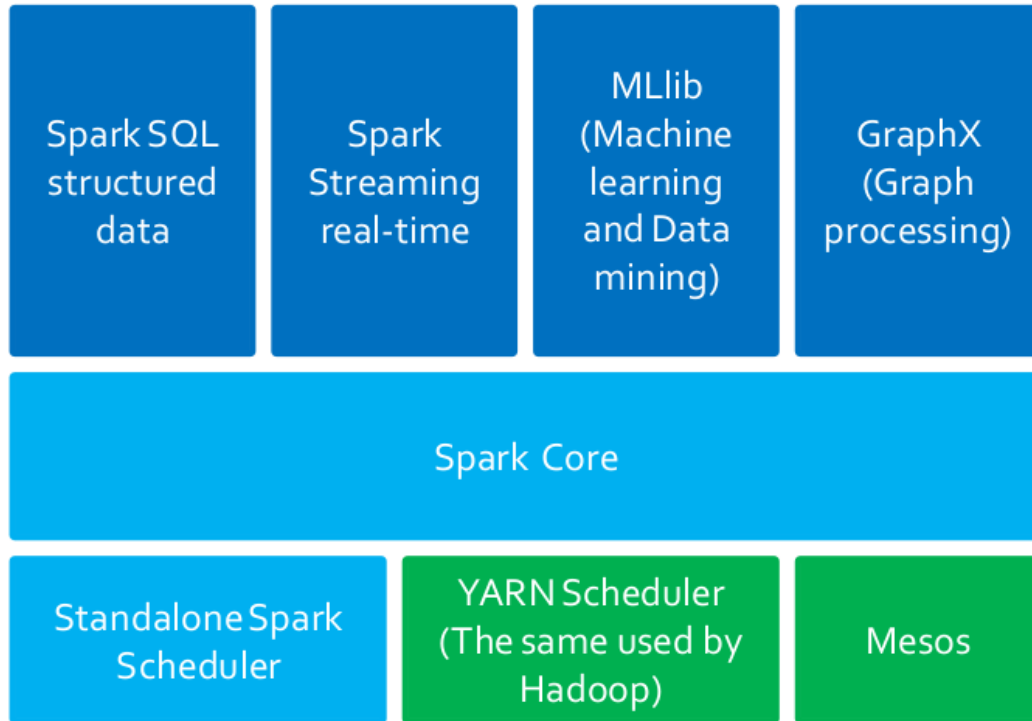 Spark SQL
structured
data
Spark
Streaming
real-time
MLlib
(Machine
learning
and Data
mining)
GraphX
(Graph
processing)
Spark Core
Standalone Spark
Scheduler
YARN Scheduler
(The same used by
Hadoop)
Mesos